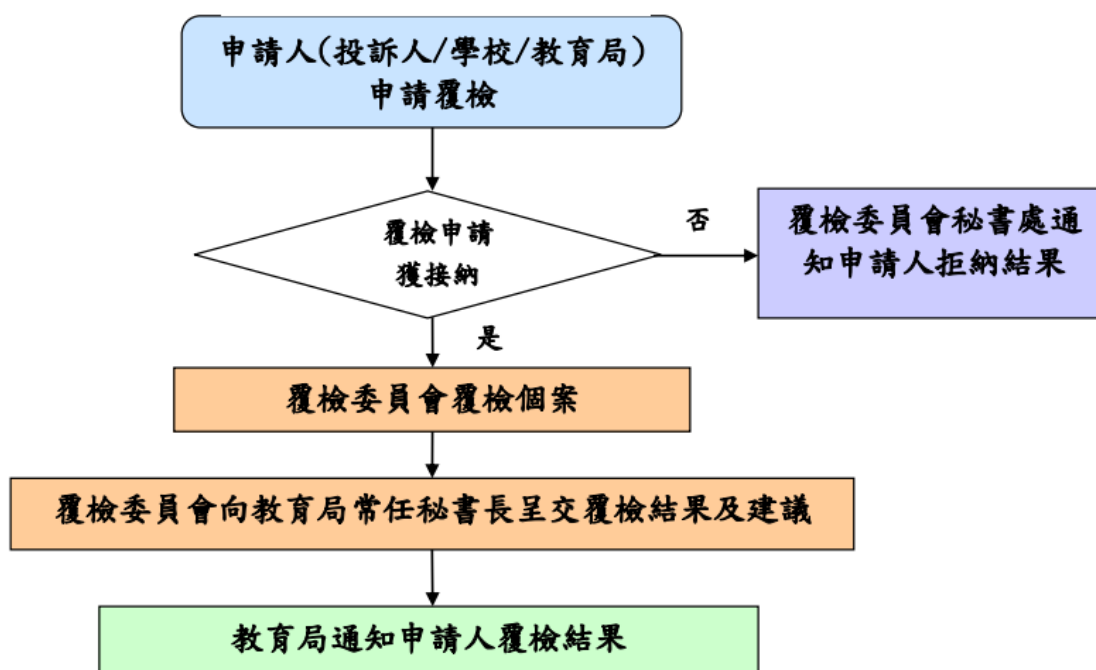 申請人(投訴人/學校/教育局)
申請覆檢
覆檢申請
獲接納
否
覆檢委員會秘書處通
知申請人拒納結果
是
覆檢委員會覆檢個案
覆檢委員會向教育局常任秘書長呈交覆檢結果及建議
教育局通知申請人覆檢結果